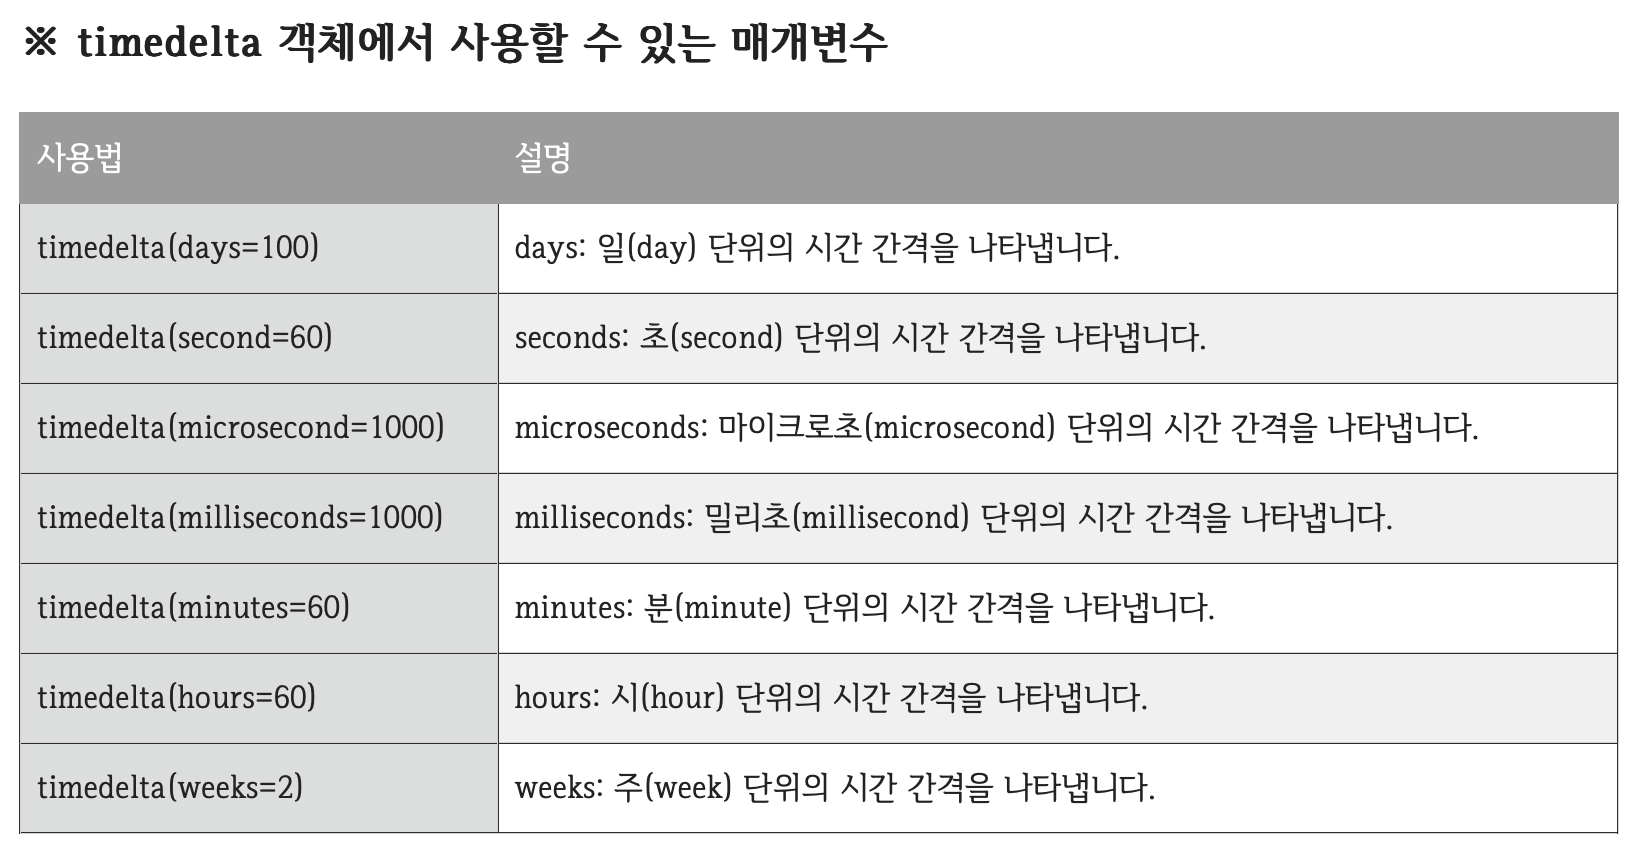 ※ timedelta 객체에서 사용할 수 있는 매개변수
사용법 설명
timedelta(days=100) days: 일(day) 단위의 시간 간격을 나타냅니다.
timedelta(second=60) seconds: 초(second) 단위의 시간 간격을 나타냅니다.
timedelta(microsecond=1000) microseconds: 마이크로초(microsecond) 단위의 시간 간격을 나타냅니다.
timedelta(milliseconds=1000) milliseconds: 밀리초(millisecond) 단위의 시간 간격을 나타냅니다.
timedelta(minutes=60) minutes: 분(minute) 단위의 시간 간격을 나타냅니다.
timedelta(hours=60) hours: 시(hour) 단위의 시간 간격을 나타냅니다.
timedelta(weeks=2) weeks: 주(week) 단위의 시간 간격을 나타냅니다.